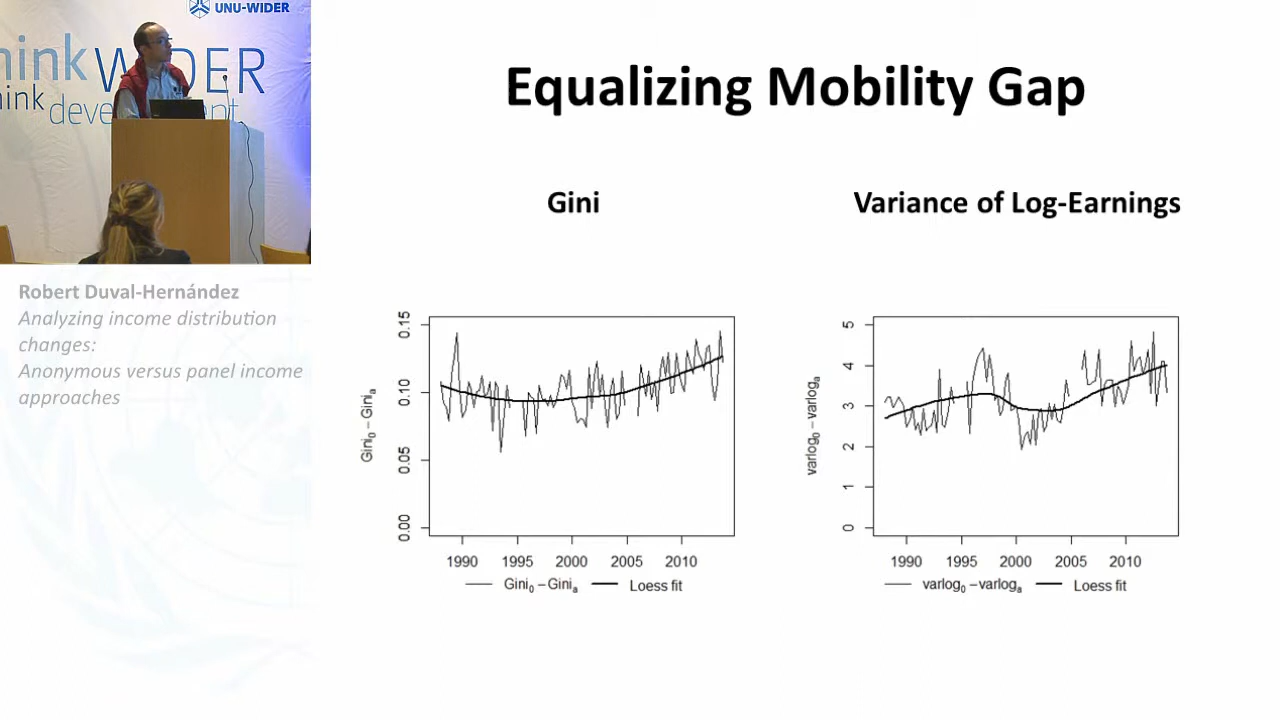 UNU-WIDER
hink WIDER
hink development
Robert Duval-Hernández
Analyzing income distribution
changes:
Anonymous versus panel income
approaches
Equalizing Mobility Gap
Gini
Gini₀ – Giniₐ
0.15
0.10
0.05
0.00
1990 1995 2000 2005 2010
Gini₀ – Giniₐ Loess fit
Variance of Log-Earnings
varlog₀ – varlogₐ
5
4
3
2
1
0
1990 1995 2000 2005 2010
varlog₀ – varlogₐ Loess fit